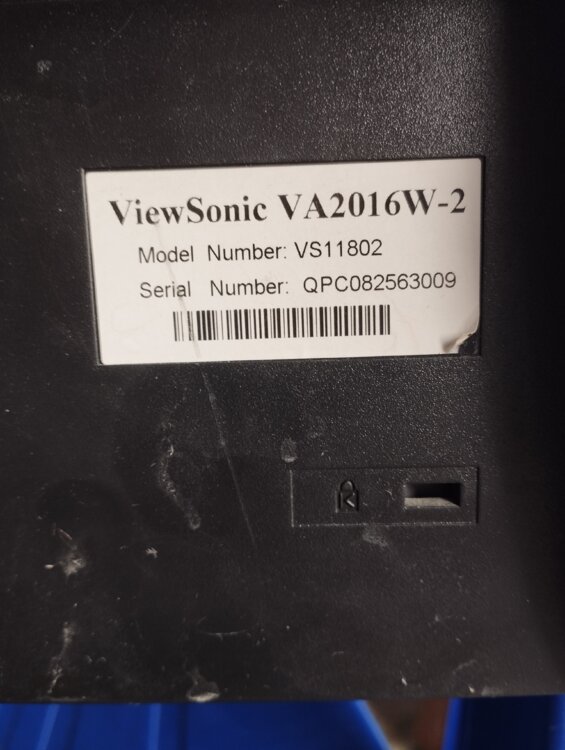 ViewSonic VA2016W-2
Model Number: VS11802
Serial Number: QPC082563009